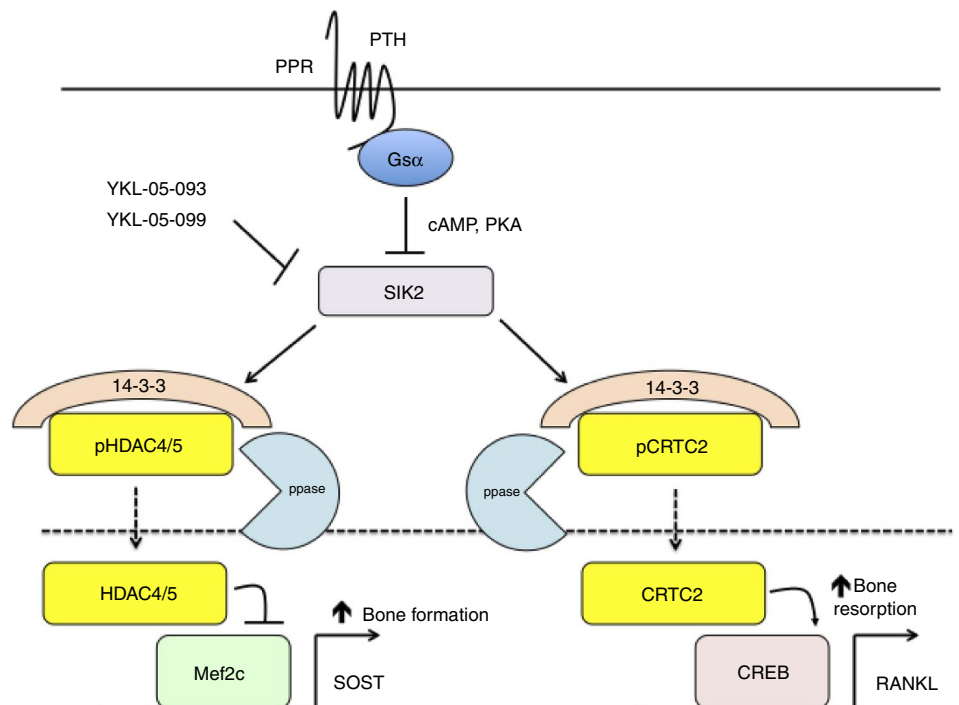 PTH
PPR
Gsα
YKL-05-093
YKL-05-099
cAMP, PKA
SIK2
14-3-3
14-3-3
pHDAC4/5
pCRTC2
ppase
ppase
HDAC4/5
CRTC2
Bone formation
Bone
resorption
Mef2c
SOST
CREB
RANKL